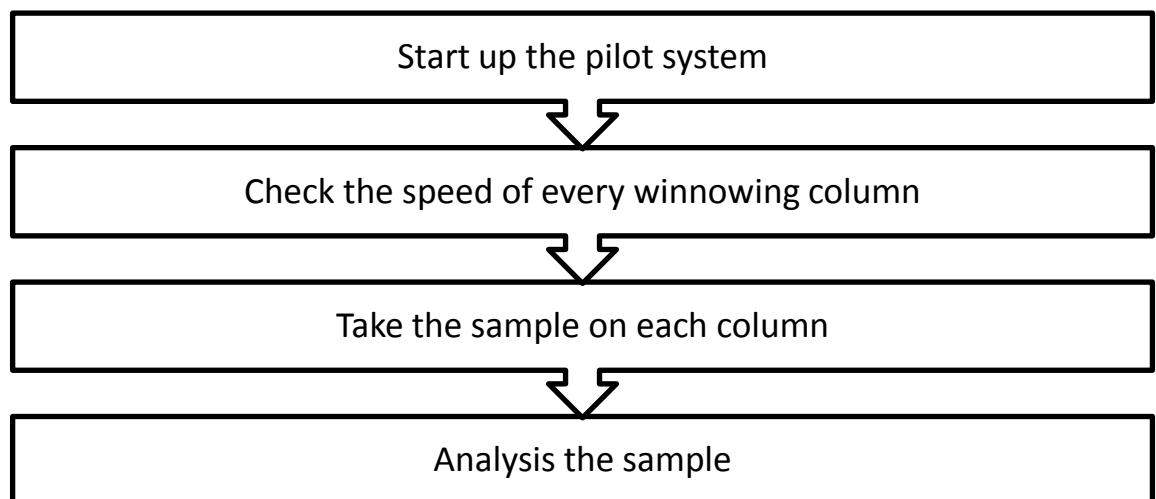 Start up the pilot system
Check the speed of every winnowing column
Take the sample on each column
Analysis the sample